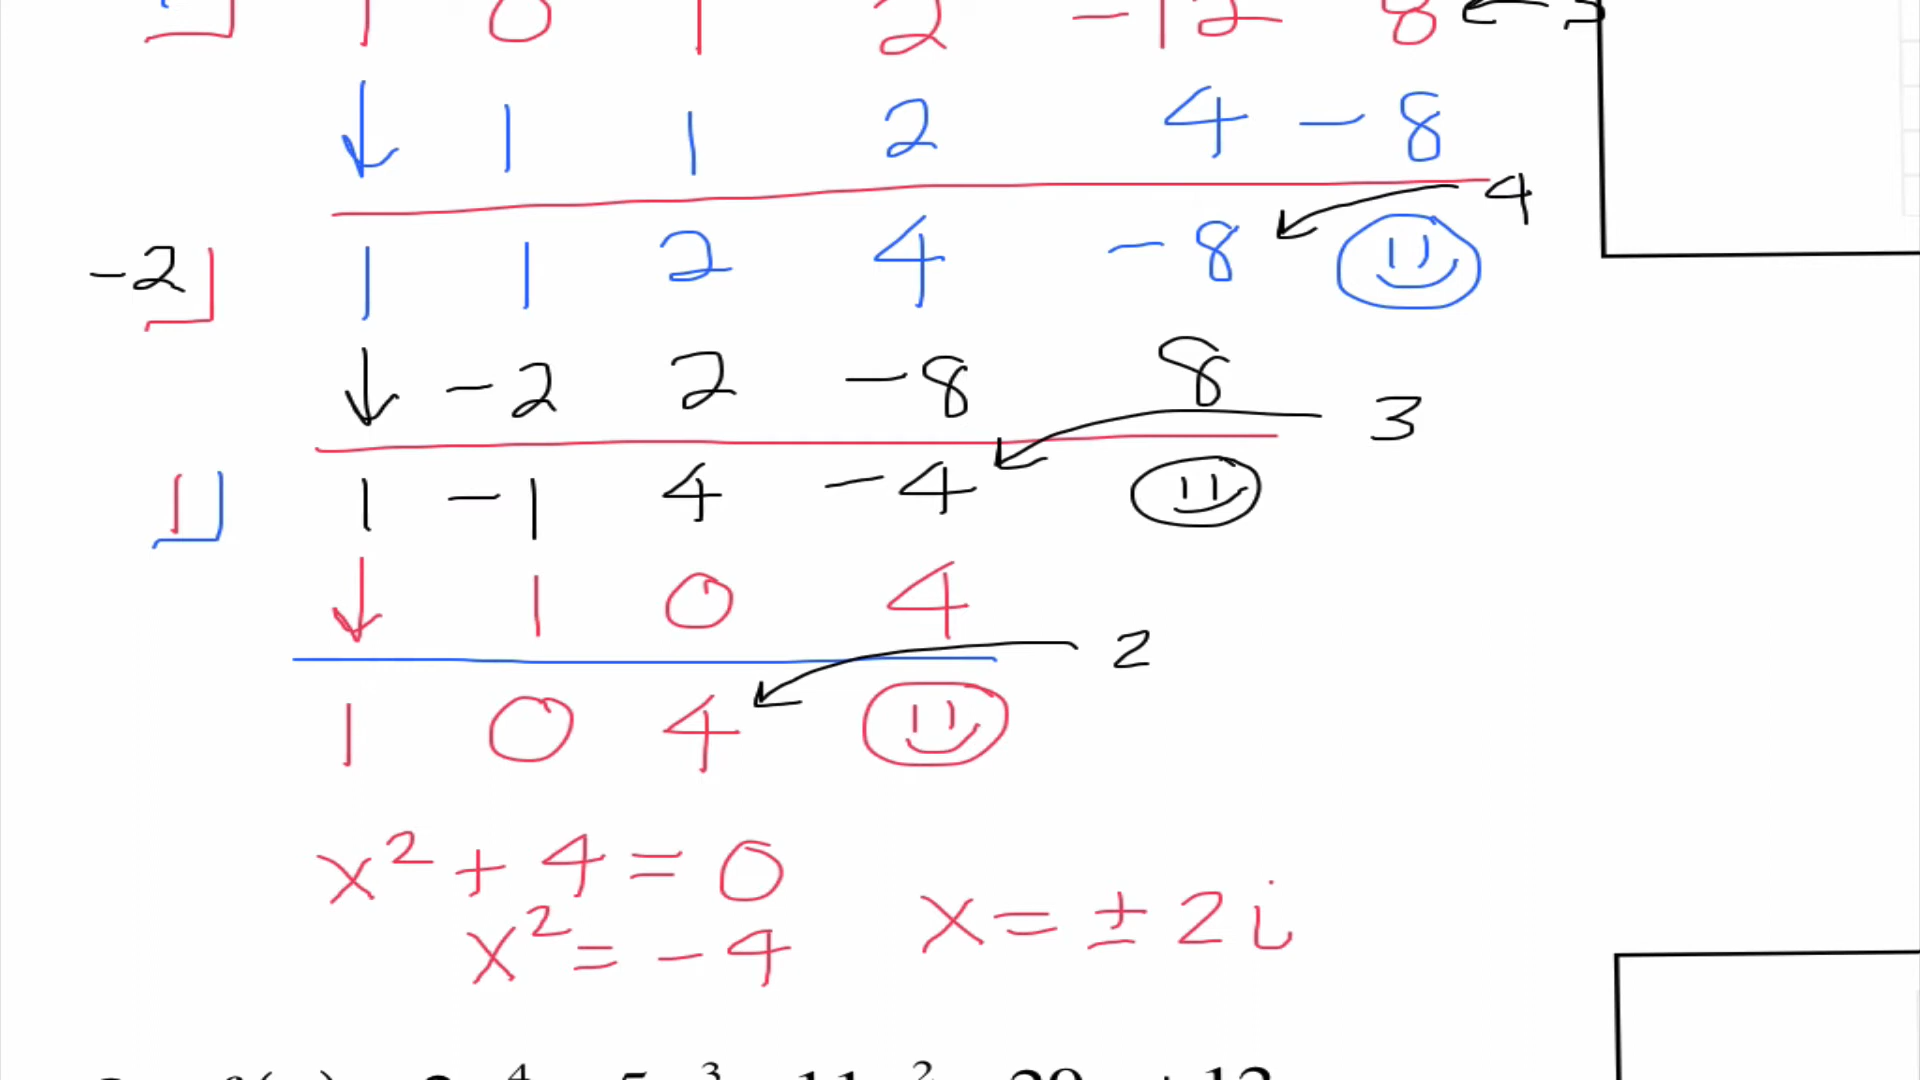 1 0 1 2 -12 8
1 1 2 4 -8
4
-2 1 1 2 4 -8
-2 2 -8 8
3
1 1 -1 4 -4
1 0 4
2
1 0 4
x² + 4 = 0
x² = -4 x = ± 2i